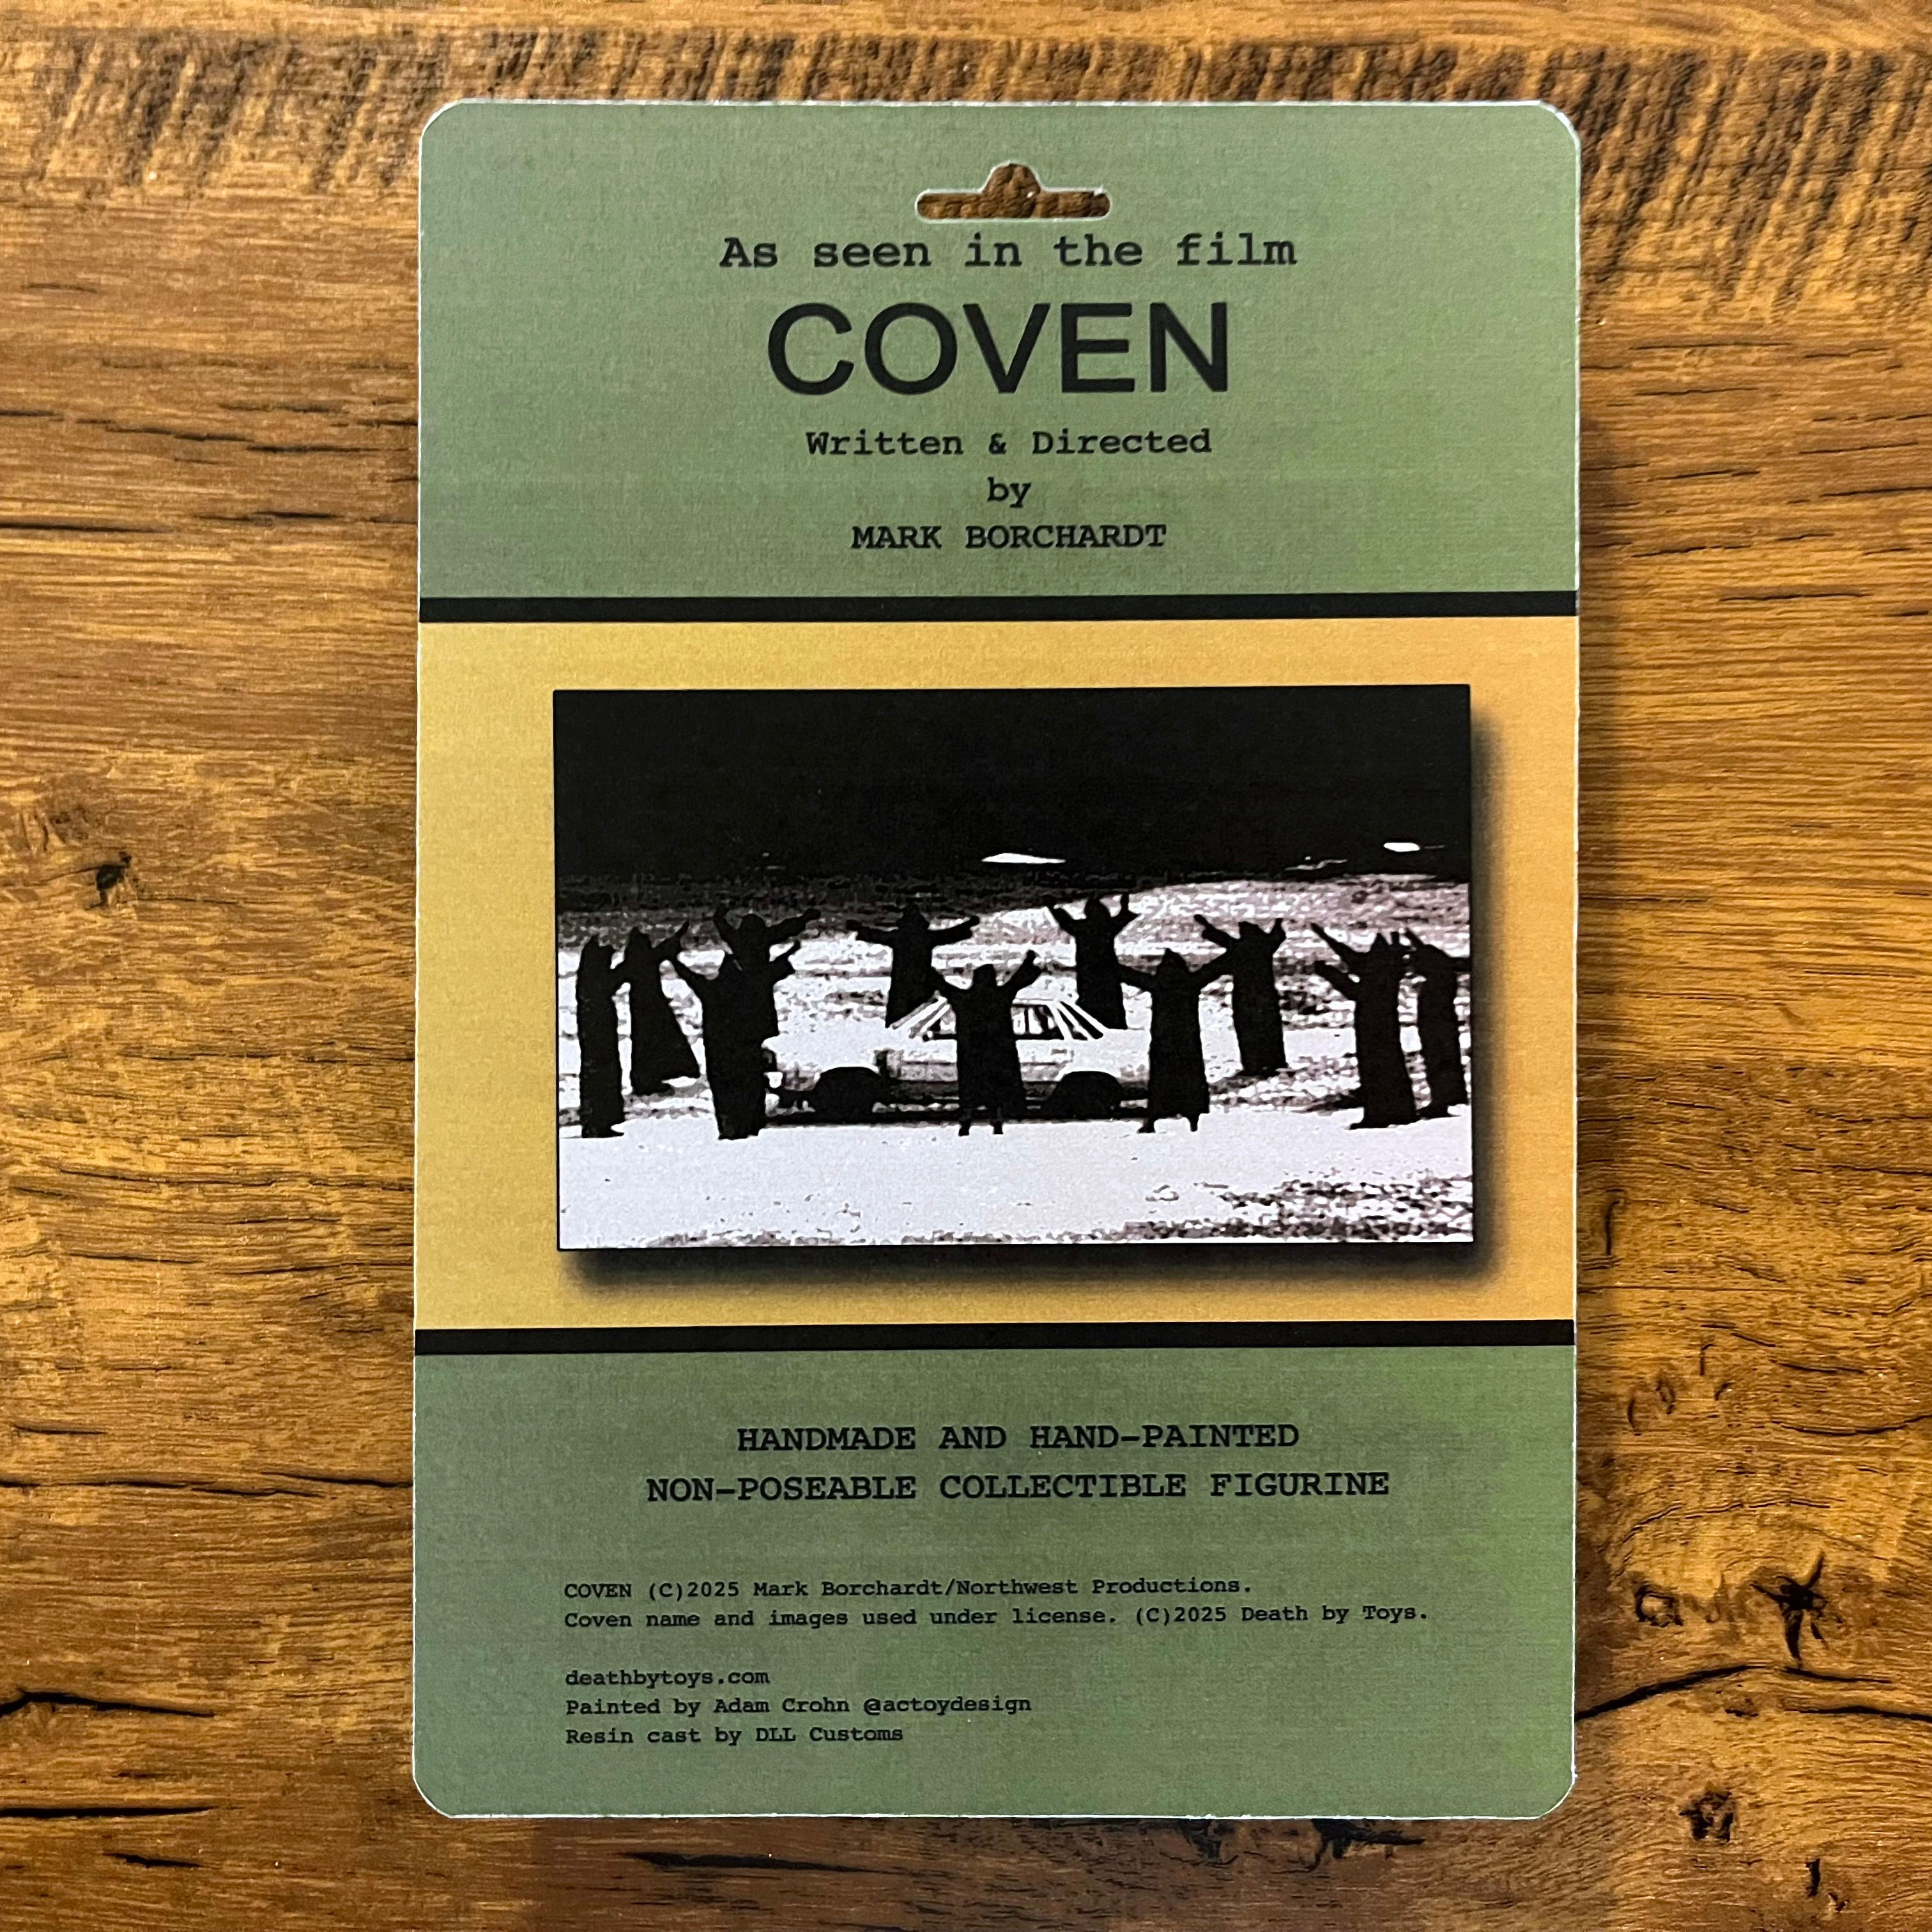 As seen in the film
COVEN
Written & Directed
by
MARK BORCHARDT
HANDMADE AND HAND-PAINTED
NON-POSEABLE COLLECTIBLE FIGURINE
COVEN (C)2025 Mark Borchardt/Northwest Productions.
Coven name and images used under license. (C)2025 Death by Toys.
deathbytoys.com
Painted by Adam Crohn @actoydesign
Resin cast by DLL Customs